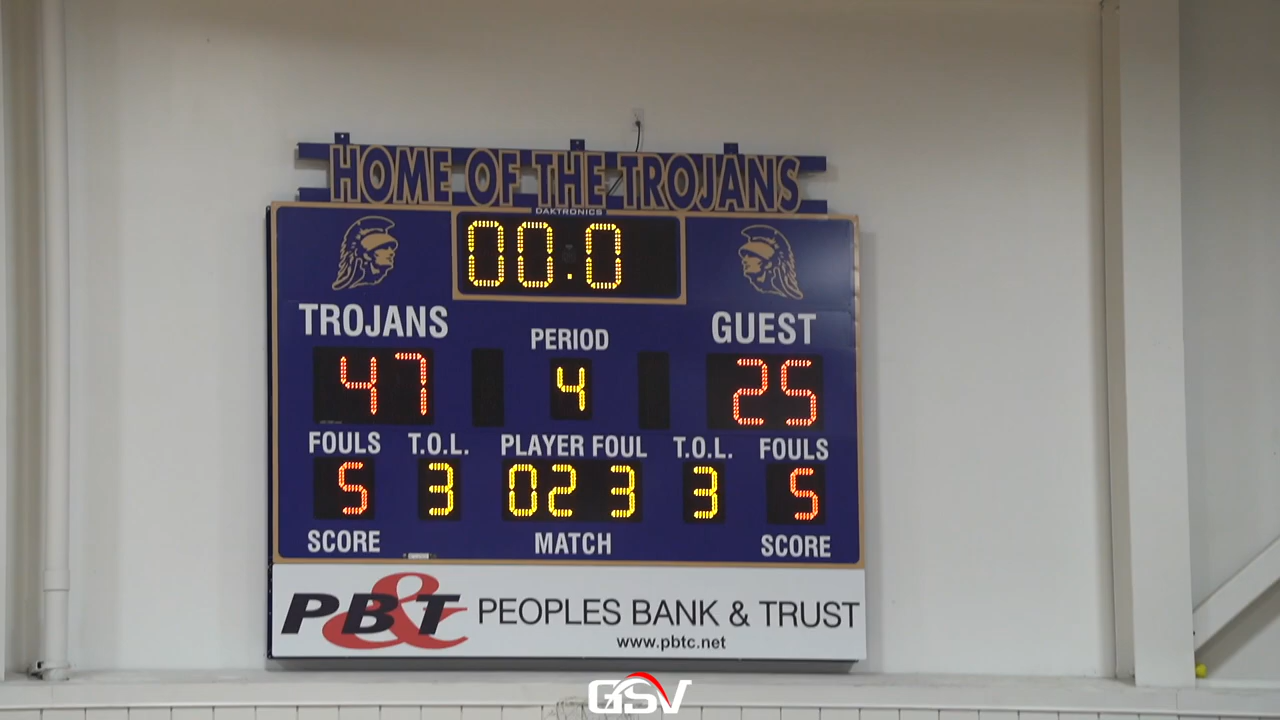 HOME OF THE TROJANS
DAKTRONICS
00.0
TROJANS
PERIOD
GUEST
47
4
25
FOULS
T.O.L.
PLAYER FOUL
T.O.L.
FOULS
5
3
02 3
3
5
SCORE
MATCH
SCORE
PB&T PEOPLES BANK & TRUST
www.pbtc.net
GSV